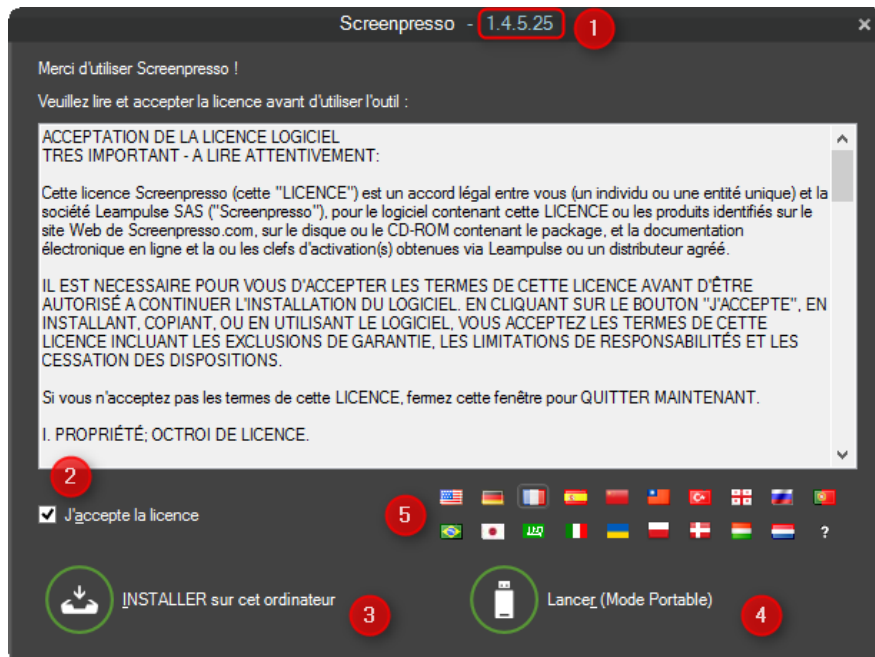 Screenpresso - 1.4.5.25
1
Merci d'utiliser Screenpresso !
Veuillez lire et accepter la licence avant d'utiliser l'outil :
ACCEPTATION DE LA LICENCE LOGICIEL
TRES IMPORTANT - A LIRE ATTENTIVEMENT:
Cette licence Screenpresso (cette "LICENCE") est un accord légal entre vous (un individu ou une entité unique) et la
société Learnpulse SAS ("Screenpresso"), pour le logiciel contenant cette LICENCE ou les produits identifiés sur le
site Web de Screenpresso.com, sur le disque ou le CD-ROM contenant le package, et la documentation
électronique en ligne et la ou les clefs d'activation(s) obtenues via Learnpulse ou un distributeur agréé.
IL EST NECESSAIRE POUR VOUS D'ACCEPTER LES TERMES DE CETTE LICENCE AVANT D'ÊTRE
AUTORISÉ A CONTINUER L'INSTALLATION DU LOGICIEL. EN CLIQUANT SUR LE BOUTON "J'ACCEPTE", EN
INSTALLANT, COPIANT, OU EN UTILISANT LE LOGICIEL, VOUS ACCEPTEZ LES TERMES DE CETTE
LICENCE INCLUANT LES EXCLUSIONS DE GARANTIE, LES LIMITATIONS DE RESPONSABILITÉS ET LES
CESSATION DES DISPOSITIONS.
Si vous n'acceptez pas les termes de cette LICENCE, fermez cette fenêtre pour QUITTER MAINTENANT.
I. PROPRIÉTÉ; OCTROI DE LICENCE.
2
J'accepte la licence
5
?
INSTALLER sur cet ordinateur
3
Lancer (Mode Portable)
4